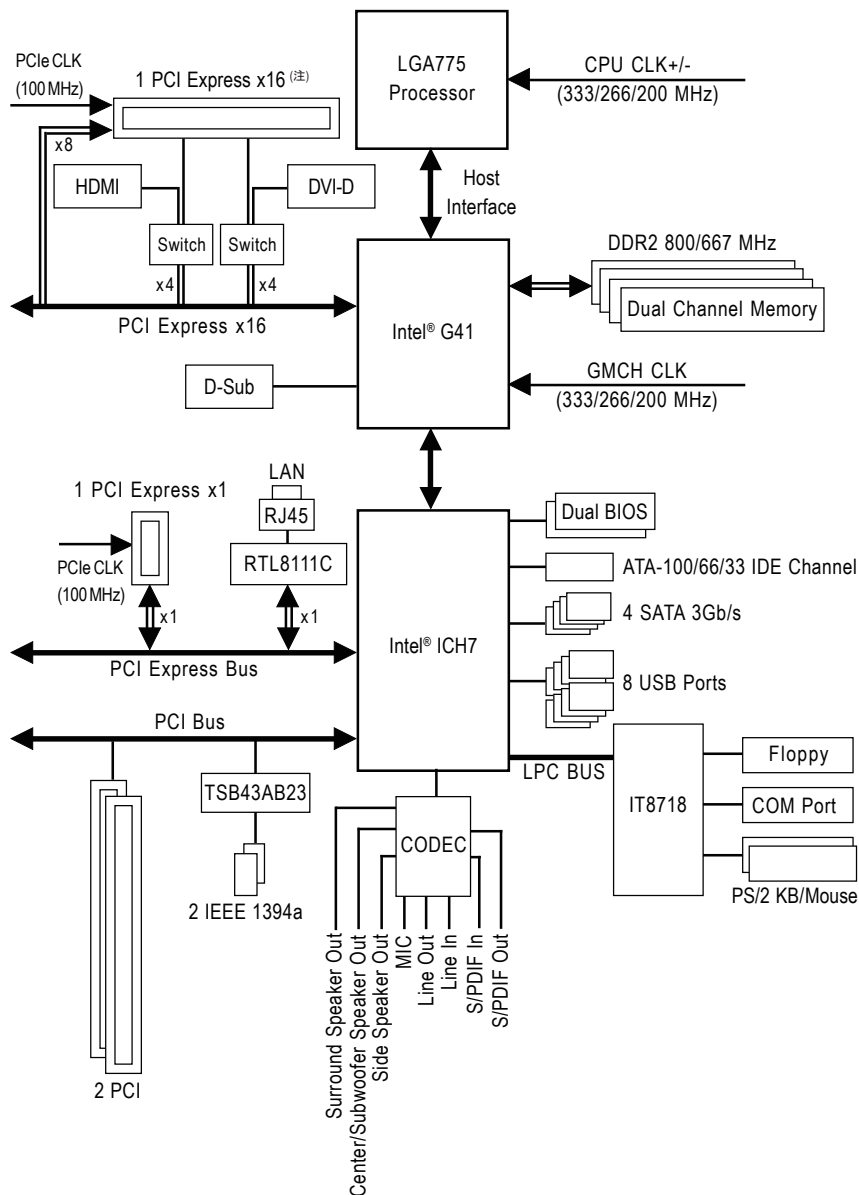 PCIe CLK
(100 MHz)
1 PCI Express x16 (注)
x8
HDMI
DVI-D
Switch
Switch
x4
x4
PCI Express x16
LGA775
Processor
CPU CLK+/-
(333/266/200 MHz)
Host
Interface
DDR2 800/667 MHz
Dual Channel Memory
Intel® G41
D-Sub
GMCH CLK
(333/266/200 MHz)
1 PCI Express x1
LAN
RJ45
RTL8111C
PCIe CLK
(100 MHz)
x1
x1
PCI Express Bus
Intel® ICH7
Dual BIOS
ATA-100/66/33 IDE Channel
4 SATA 3Gb/s
8 USB Ports
PCI Bus
LPC BUS
IT8718
Floppy
COM Port
PS/2 KB/Mouse
TSB43AB23
2 IEEE 1394a
2 PCI
CODEC
Surround Speaker Out
Center/Subwoofer Speaker Out
Side Speaker Out
MIC
Line Out
Line In
S/PDIF In
S/PDIF Out